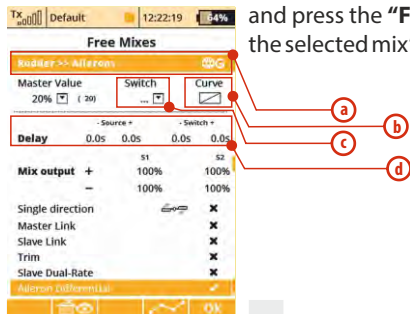 Tx Default 12:22:19 64%
Free Mixes
Rudder >> Ailerons G
Master Value Switch Curve
20% ( 20) ...
- Source + - Switch +
Delay 0.0s 0.0s 0.0s 0.0s
S1 S2
Mix output + 100% 100%
− 100% 100%
Single direction
Master Link
Slave Link
Trim
Slave Dual-Rate
Aileron Differential
OK
and press the "F
the selected mix
a
b
c
d